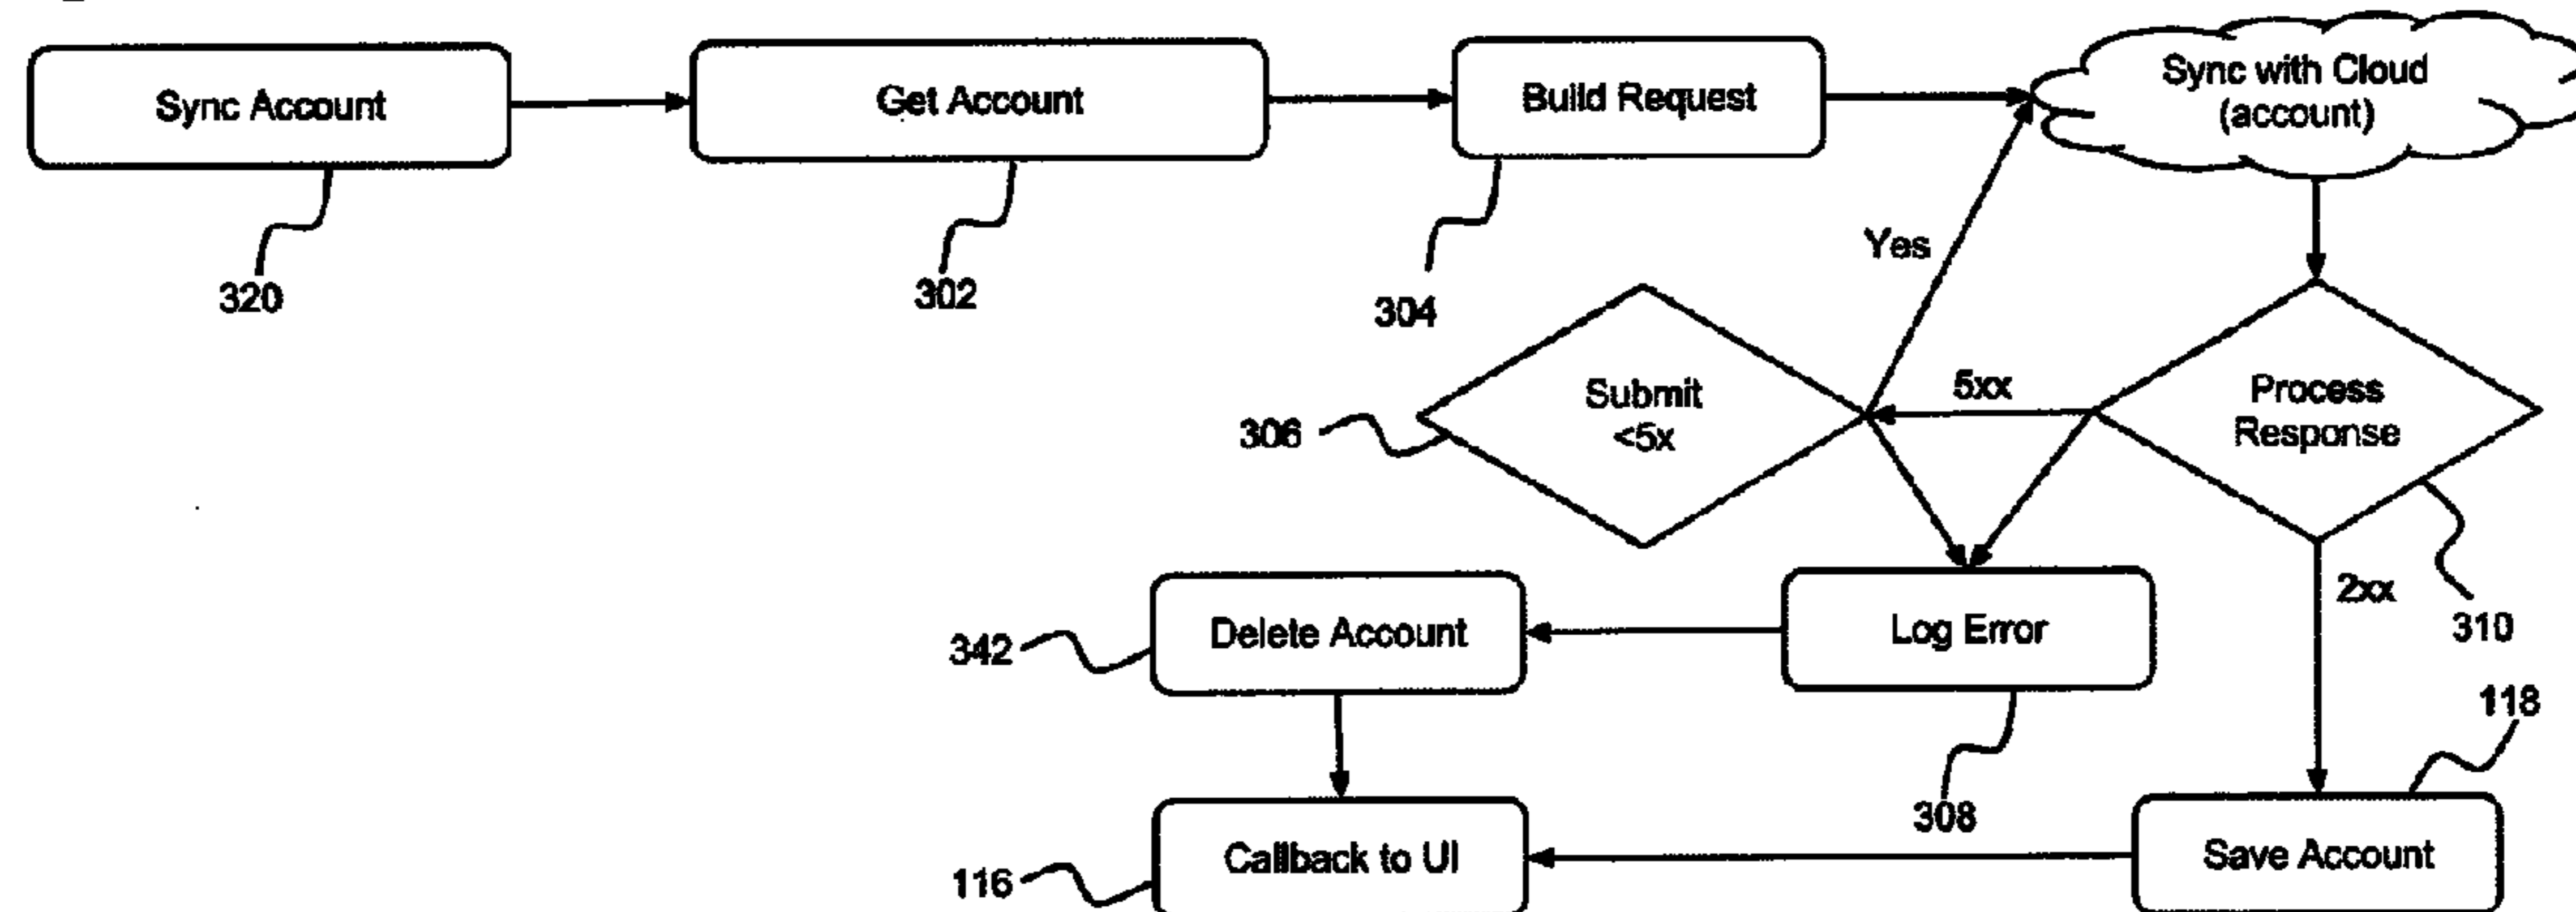 Sync Account
Get Account
Build Request
Sync with Cloud
(account)
320
302
304
Yes
Submit
<5x
306
5xx
Process
Response
310
2xx
342
Delete Account
Log Error
308
118
116
Callback to UI
Save Account